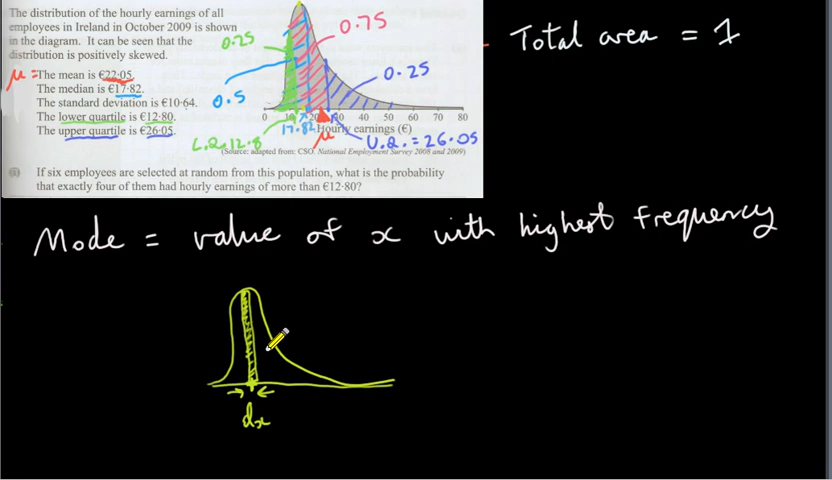 The distribution of the hourly earnings of all
employees in Ireland in October 2009 is shown
in the diagram. It can be seen that the
distribution is positively skewed.
μ = The mean is €22·05.
The median is €17·82.
The standard deviation is €10·64.
The lower quartile is €12·80.
The upper quartile is €26·05.
0.25
0.75
0.5
0.25
0 10 20 30 40 50 60 70 80
17.82 Hourly earnings (€)
L.Q. 12.8
μ
U.Q. = 26.05
(Source: adapted from: CSO. National Employment Survey 2008 and 2009)
(i) If six employees are selected at random from this population, what is the probability
that exactly four of them had hourly earnings of more than €12·80?
Total area = 1
Mode = value of x with highest frequency
dx